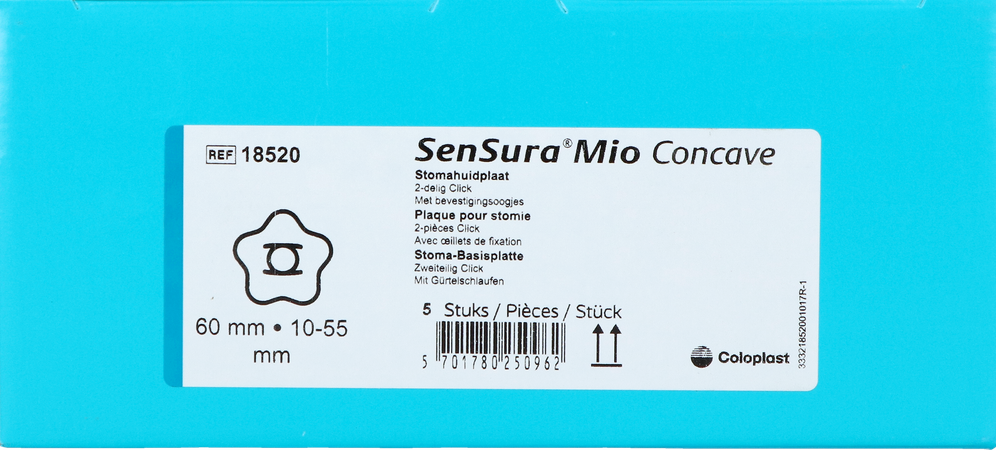 REF 18520
SenSura® Mio Concave
Stomahuidplaat
2-delig Click
Met bevestigingsoogjes
Plaque pour stomie
2-pièces Click
Avec œillets de fixation
Stoma-Basisplatte
Zweiteilig Click
Mit Gürtelschlaufen
60 mm • 10-55
mm
5 Stuks / Pièces / Stück
5 701780 250962
Coloplast
33321852001017R-1